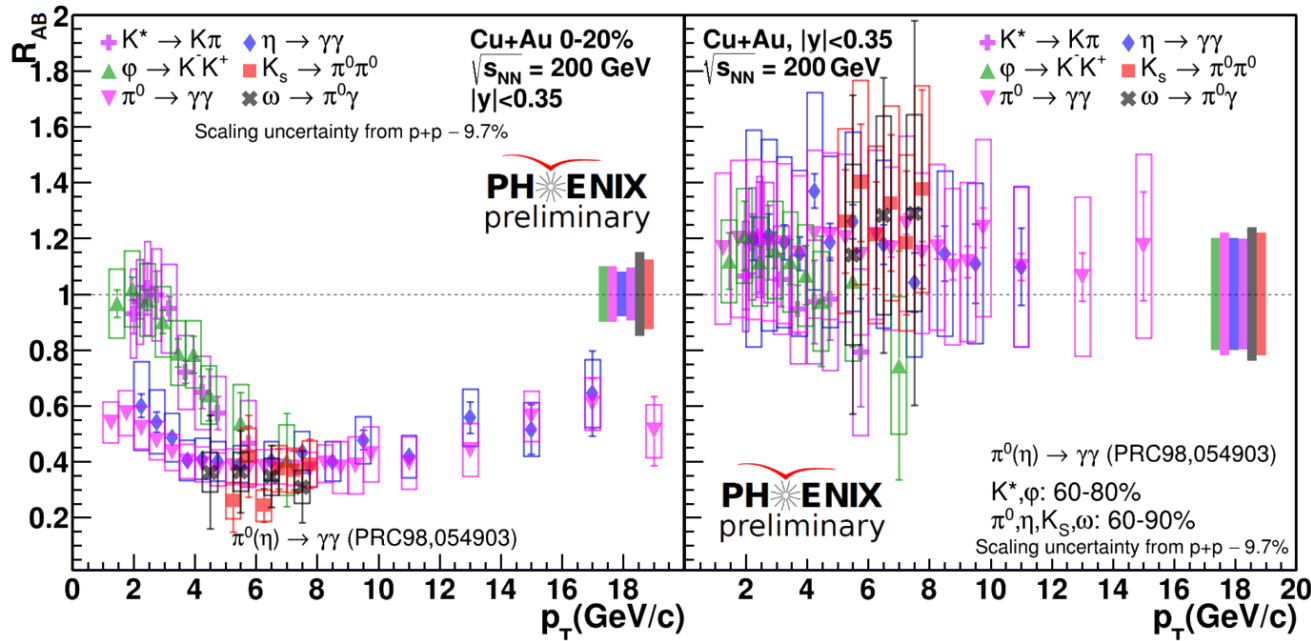 R_AB
2
1.8
1.6
1.4
1.2
1
0.8
0.6
0.4
0.2
K* → Kπ
η → γγ
φ → K⁻K⁺
K_s → π⁰π⁰
π⁰ → γγ
ω → π⁰γ
Cu+Au 0-20%
√s_NN = 200 GeV
|y|<0.35
Scaling uncertainty from p+p – 9.7%
PHENIX
preliminary
π⁰(η) → γγ (PRC98,054903)
0 2 4 6 8 10 12 14 16 18
p_T(GeV/c)
Cu+Au, |y|<0.35
√s_NN = 200 GeV
K* → Kπ
η → γγ
φ → K⁻K⁺
K_s → π⁰π⁰
π⁰ → γγ
ω → π⁰γ
PHENIX
preliminary
π⁰(η) → γγ (PRC98,054903)
K*,φ: 60-80%
π⁰,η,K_S,ω: 60-90%
Scaling uncertainty from p+p – 9.7%
2 4 6 8 10 12 14 16 18 20
p_T(GeV/c)